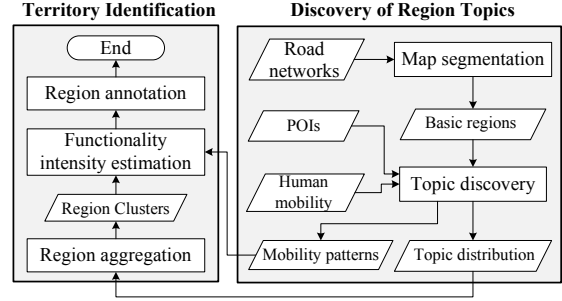 Territory Identification
End
Region annotation
Functionality
intensity estimation
Region Clusters
Region aggregation
Discovery of Region Topics
Road
networks
Map segmentation
POIs
Basic regions
Human
mobility
Topic discovery
Mobility patterns
Topic distribution